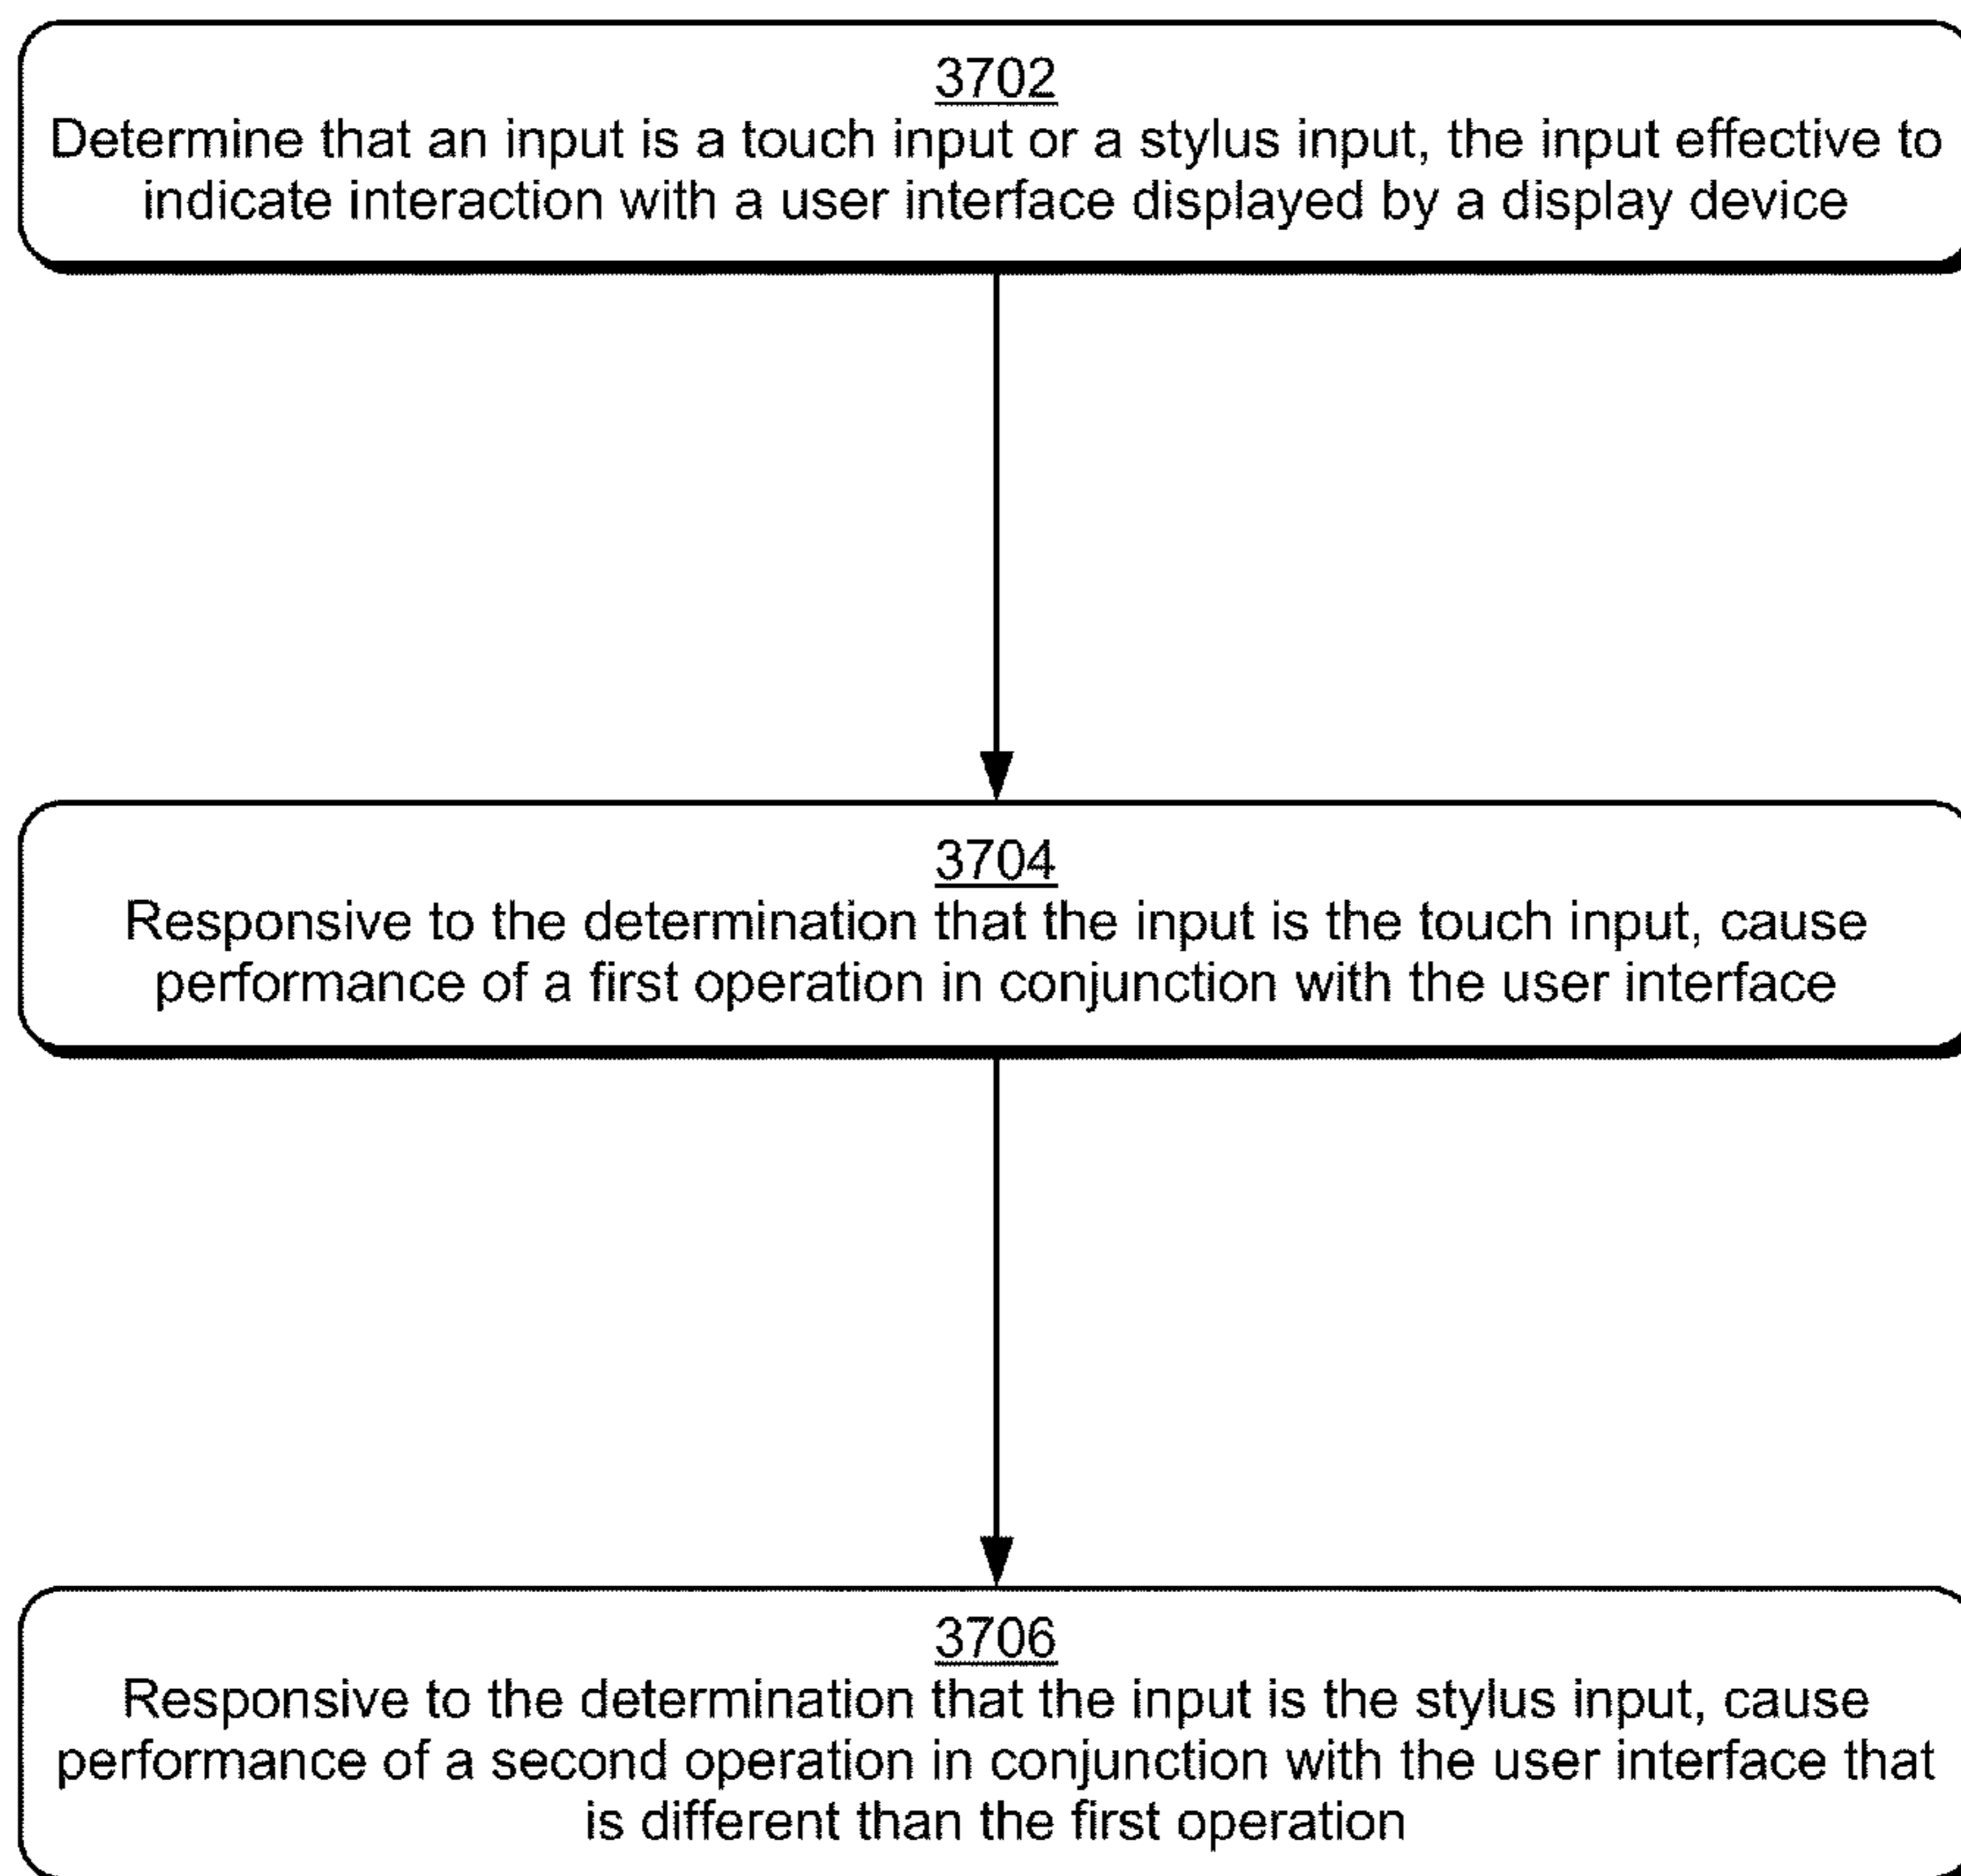 3702
Determine that an input is a touch input or a stylus input, the input effective to
indicate interaction with a user interface displayed by a display device
3704
Responsive to the determination that the input is the touch input, cause
performance of a first operation in conjunction with the user interface
3706
Responsive to the determination that the input is the stylus input, cause
performance of a second operation in conjunction with the user interface that
is different than the first operation